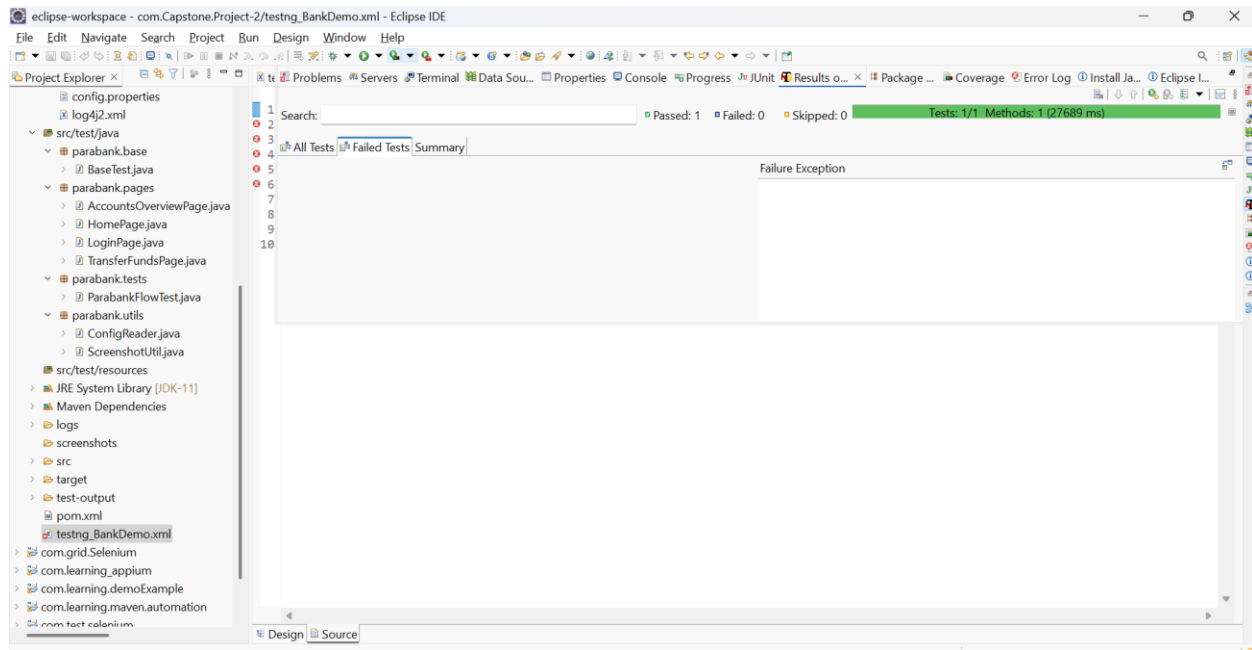 eclipse-workspace - com.Capstone.Project-2/testng_BankDemo.xml - Eclipse IDE
File Edit Navigate Search Project Run Design Window Help
Project Explorer
Problems Servers Terminal Data Sou... Properties Console Progress JUnit Results o... Package ... Coverage Error Log Install Ja... Eclipse I...
config.properties
log4j2.xml
src/test/java
parabank.base
BaseTest.java
parabank.pages
AccountsOverviewPage.java
HomePage.java
LoginPage.java
TransferFundsPage.java
parabank.tests
ParabankFlowTest.java
parabank.utils
ConfigReader.java
ScreenshotUtil.java
src/test/resources
JRE System Library [JDK-11]
Maven Dependencies
logs
screenshots
src
target
test-output
pom.xml
testng_BankDemo.xml
com.grid.Selenium
com.learning_appium
com.learning.demoExample
com.learning.maven.automation
com.test.selenium
1
2
3
4
5
6
7
8
9
10
Search:
Passed: 1 Failed: 0 Skipped: 0
Tests: 1/1 Methods: 1 (27689 ms)
All Tests Failed Tests Summary
Failure Exception
Design Source